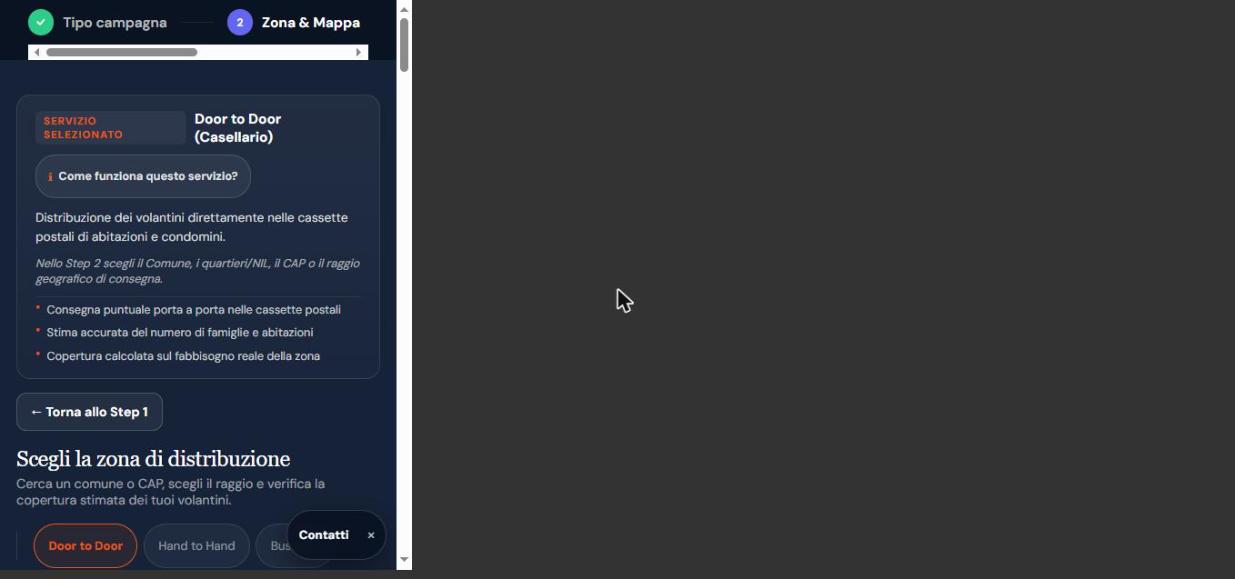 Tipo campagna
2 Zona & Mappa
SERVIZIO
SELEZIONATO
Door to Door
(Casellario)
i Come funziona questo servizio?
Distribuzione dei volantini direttamente nelle cassette
postali di abitazioni e condomini.
Nello Step 2 scegli il Comune, i quartieri/NIL, il CAP o il raggio
geografico di consegna.
* Consegna puntuale porta a porta nelle cassette postali
* Stima accurata del numero di famiglie e abitazioni
* Copertura calcolata sul fabbisogno reale della zona
← Torna allo Step 1
Scegli la zona di distribuzione
Cerca un comune o CAP, scegli il raggio e verifica la
copertura stimata dei tuoi volantini.
Door to Door
Hand to Hand
Contatti ×